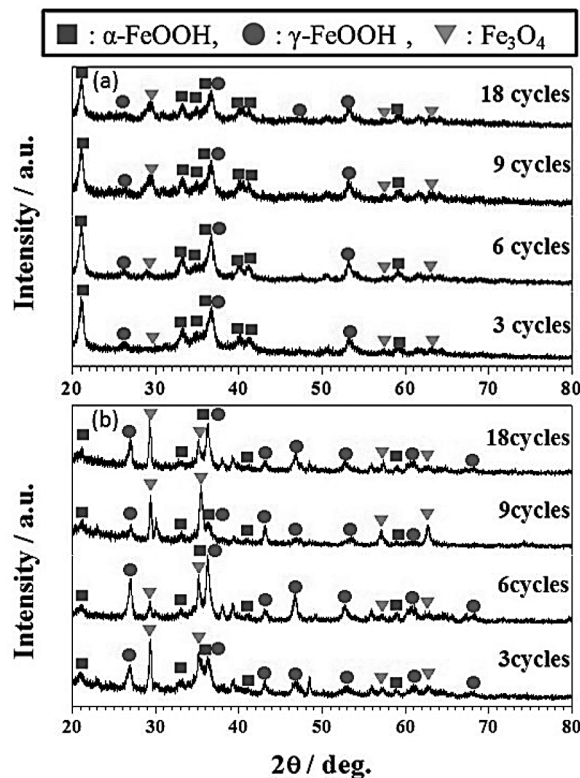 ■ : α-FeOOH, ● : γ-FeOOH , ▼ : Fe₃O₄
(a)
18 cycles
9 cycles
6 cycles
3 cycles
Intensity / a.u.
20 30 40 50 60 70 80
(b)
18cycles
9cycles
6cycles
3cycles
Intensity / a.u.
20 30 40 50 60 70 80
2θ / deg.